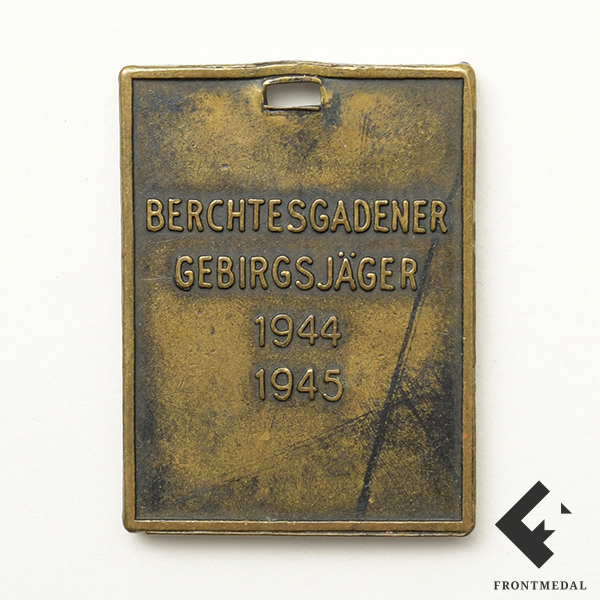 BERCHTESGADENER
GEBIRGSJÄGER
1944
1945
FRONTMEDAL